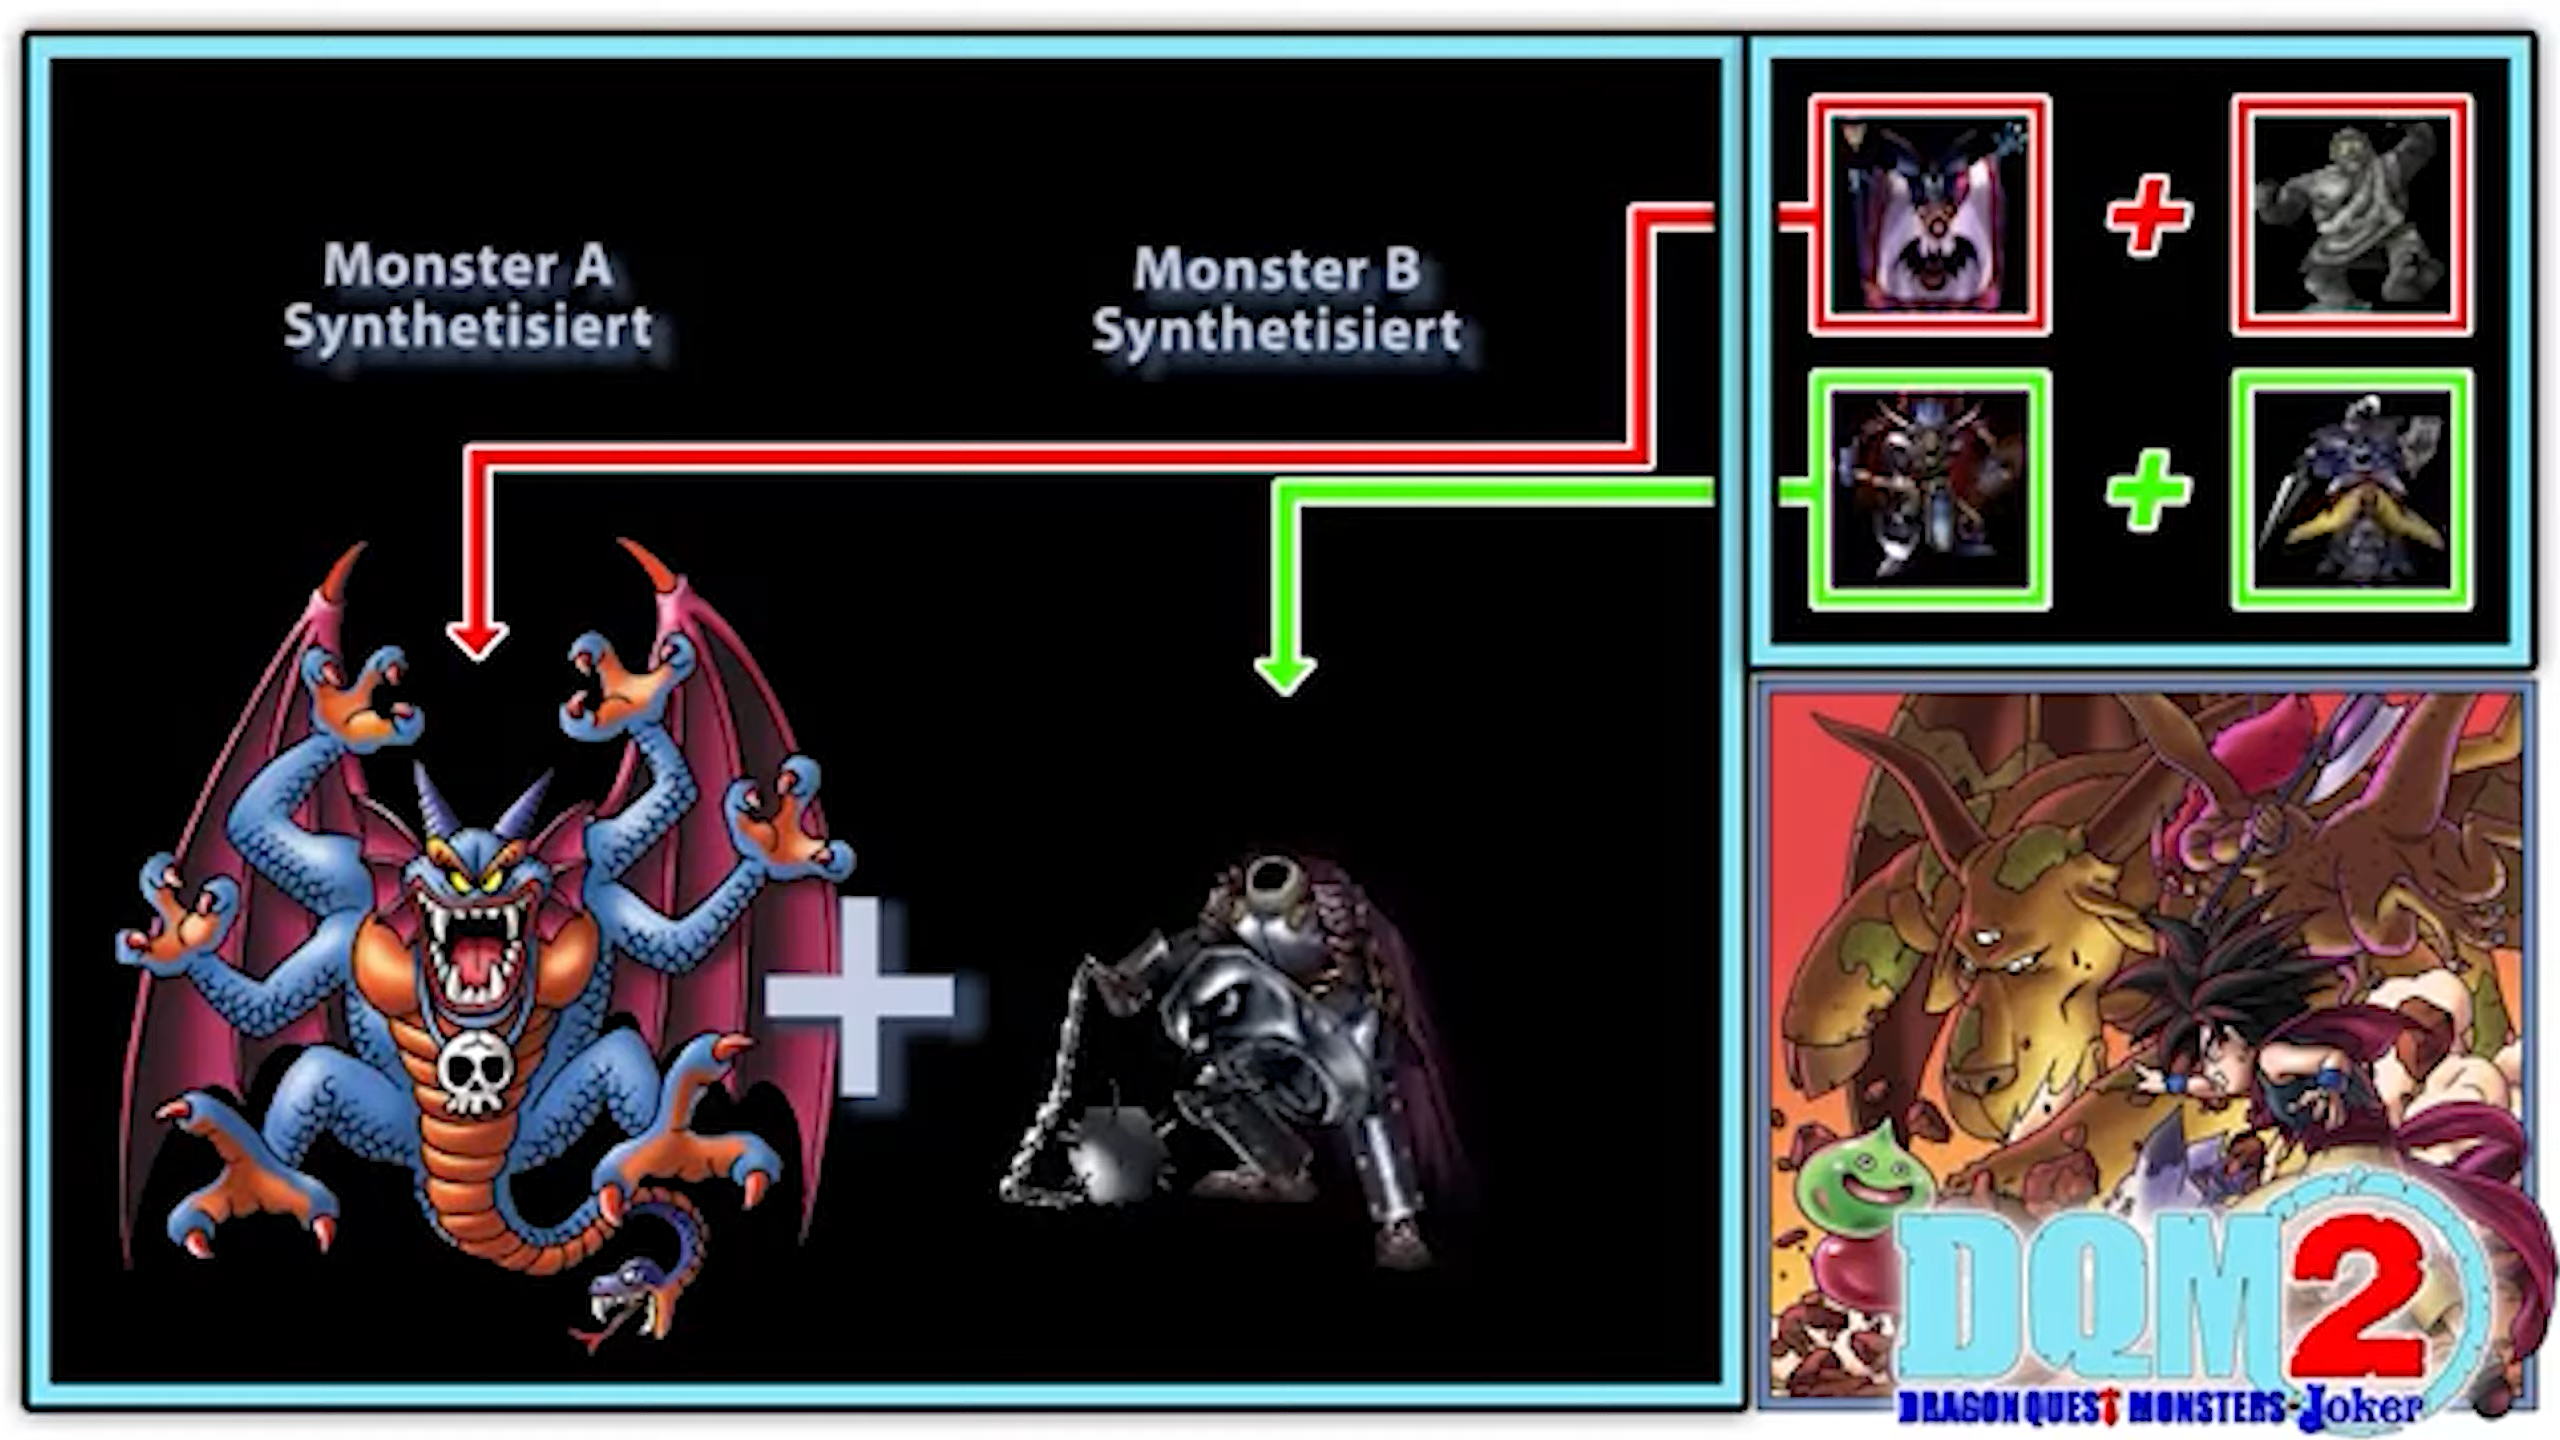 Monster A
Synthetisiert
Monster B
Synthetisiert
+
+
+
DQM2
DRAGON QUEST MONSTERS·Joker